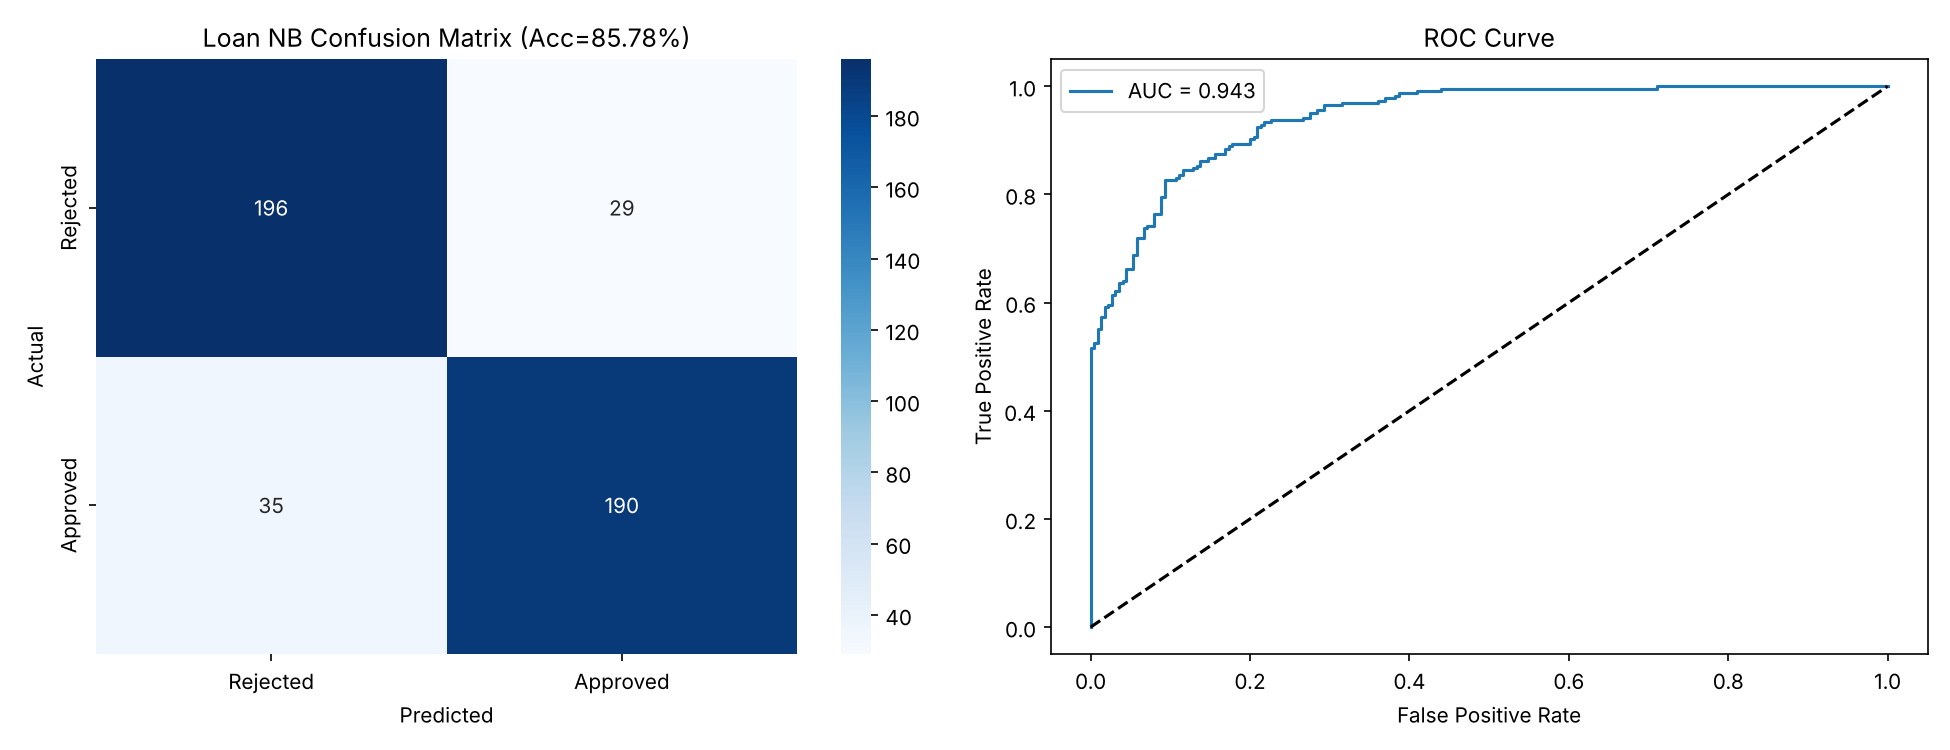 Loan NB Confusion Matrix (Acc=85.78%)
Actual
Rejected
Approved
196
29
35
190
Rejected
Approved
Predicted
180
160
140
120
100
80
60
40
ROC Curve
AUC = 0.943
True Positive Rate
1.0
0.8
0.6
0.4
0.2
0.0
0.0
0.2
0.4
0.6
0.8
1.0
False Positive Rate